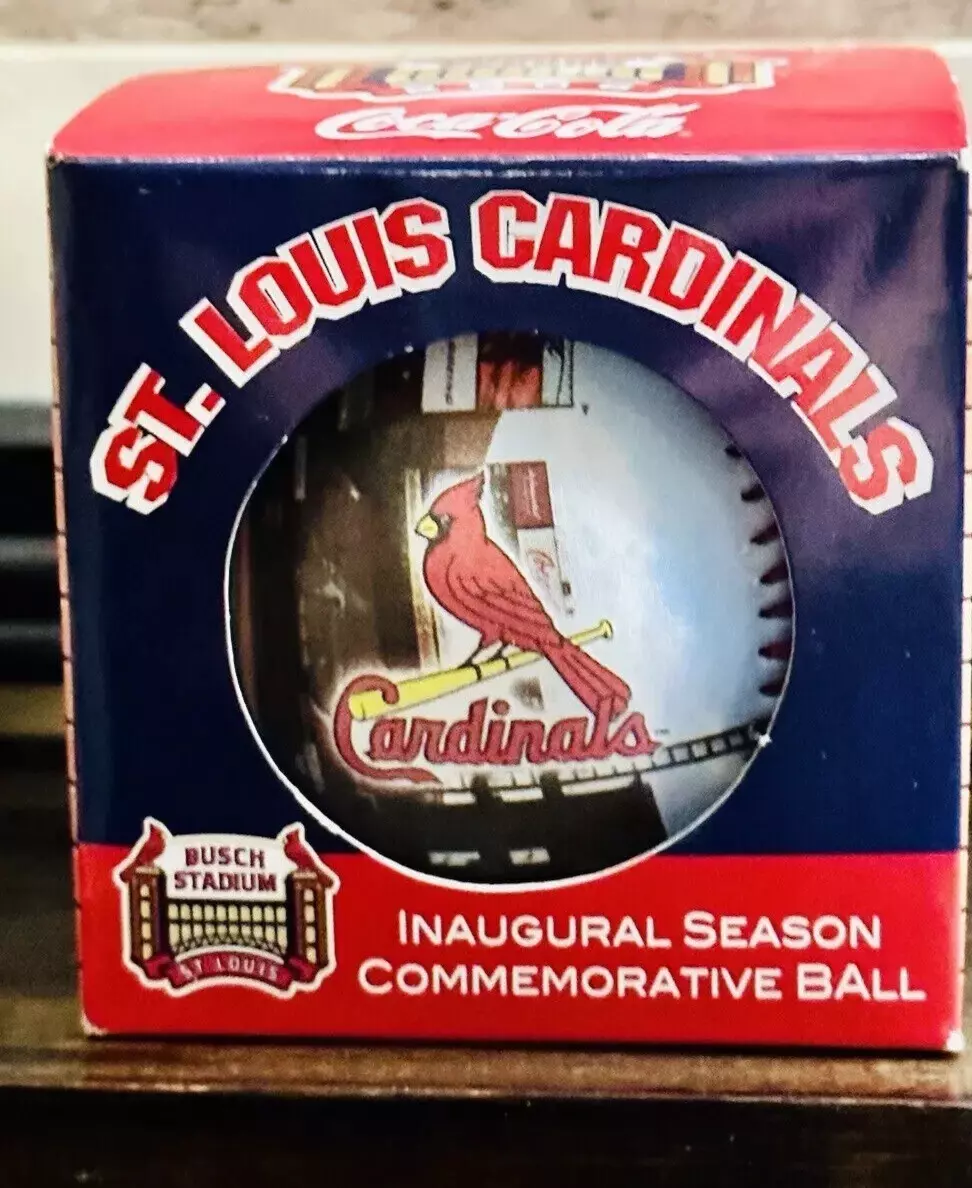 Coca-Cola
ST. LOUIS CARDINALS
Cardinals
BUSCH
STADIUM
ST LOUIS
INAUGURAL SEASON
COMMEMORATIVE BALL